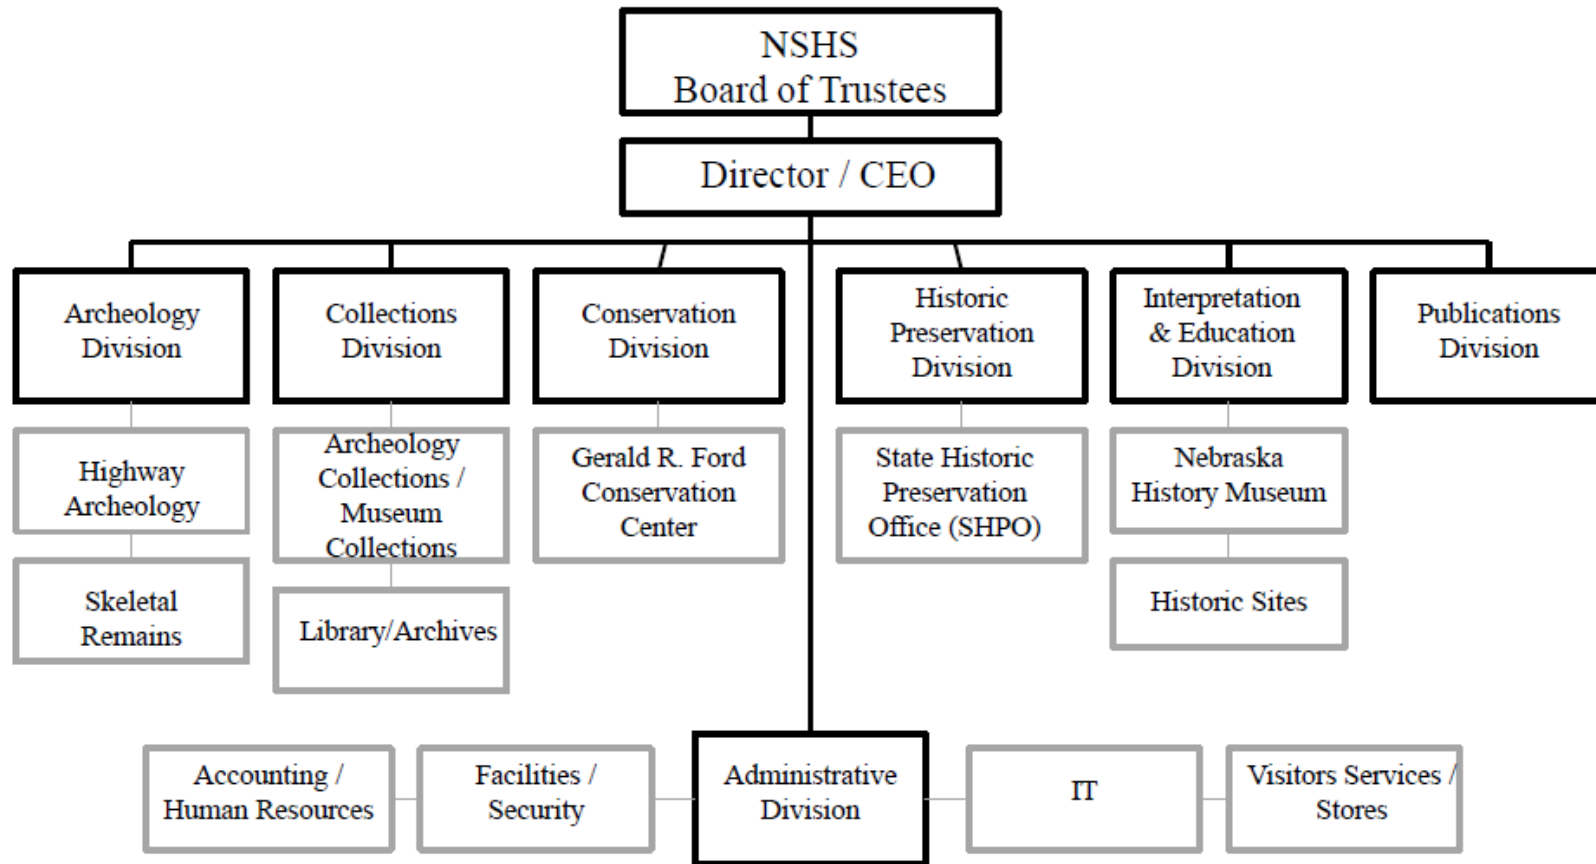 NSHS
Board of Trustees
Director / CEO
Archeology
Division
Collections
Division
Conservation
Division
Historic
Preservation
Division
Interpretation
& Education
Division
Publications
Division
Highway
Archeology
Archeology
Collections /
Museum
Collections
Gerald R. Ford
Conservation
Center
State Historic
Preservation
Office (SHPO)
Nebraska
History Museum
Skeletal
Remains
Library/Archives
Historic Sites
Accounting /
Human Resources
Facilities /
Security
Administrative
Division
IT
Visitors Services /
Stores